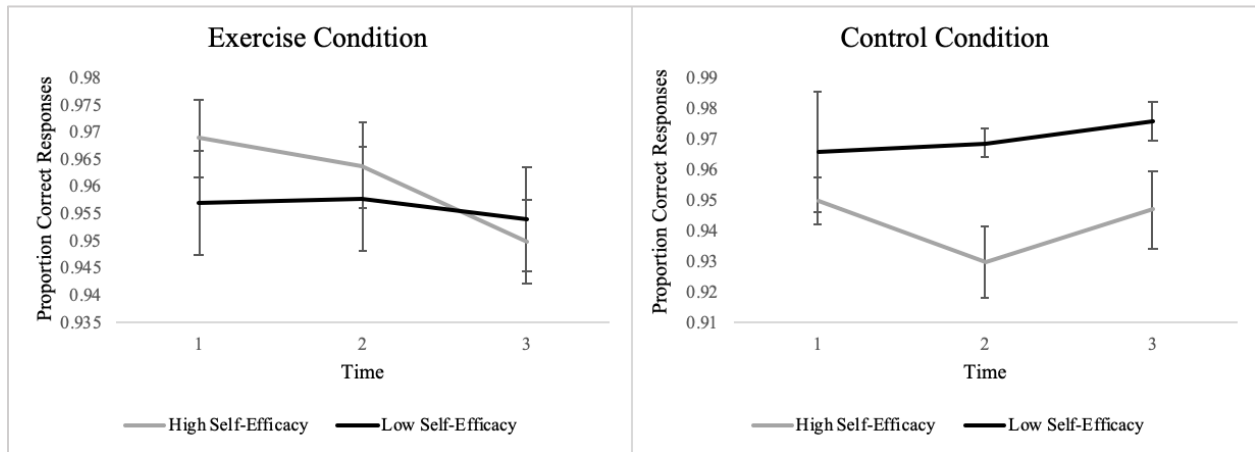 Exercise Condition
Proportion Correct Responses
0.98
0.975
0.97
0.965
0.96
0.955
0.95
0.945
0.94
0.935
1 2 3
Time
High Self-Efficacy Low Self-Efficacy
Control Condition
Proportion Correct Responses
0.99
0.98
0.97
0.96
0.95
0.94
0.93
0.92
0.91
1 2 3
Time
High Self-Efficacy Low Self-Efficacy